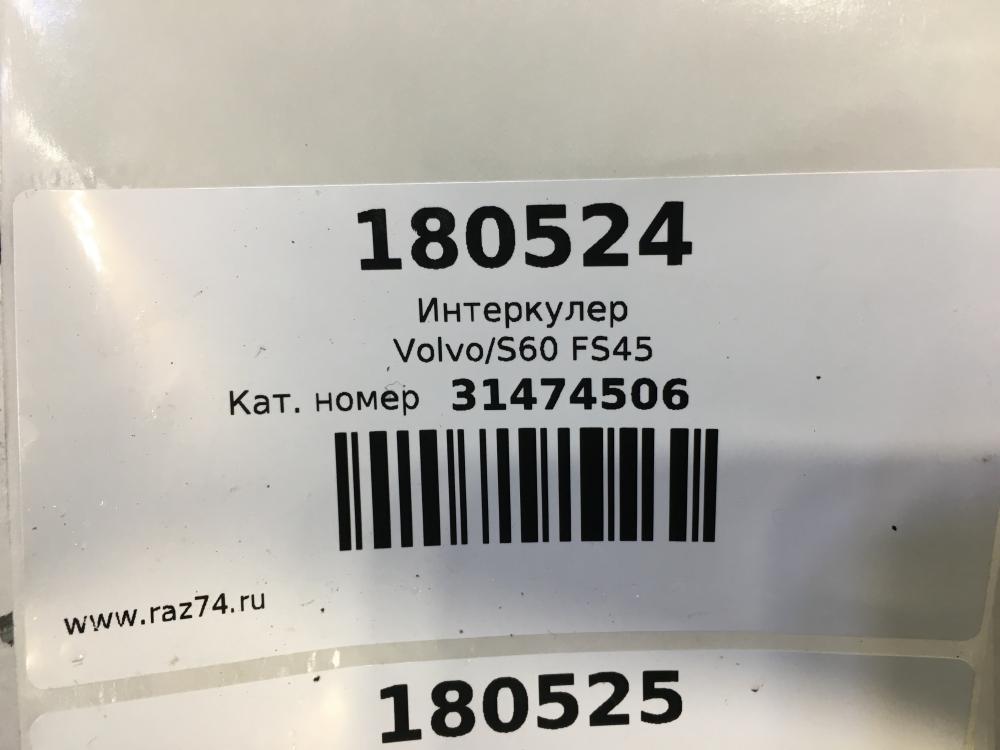 180524
Интеркулер
Volvo/S60 FS45
Кат. номер 31474506
www.raz74.ru
180525